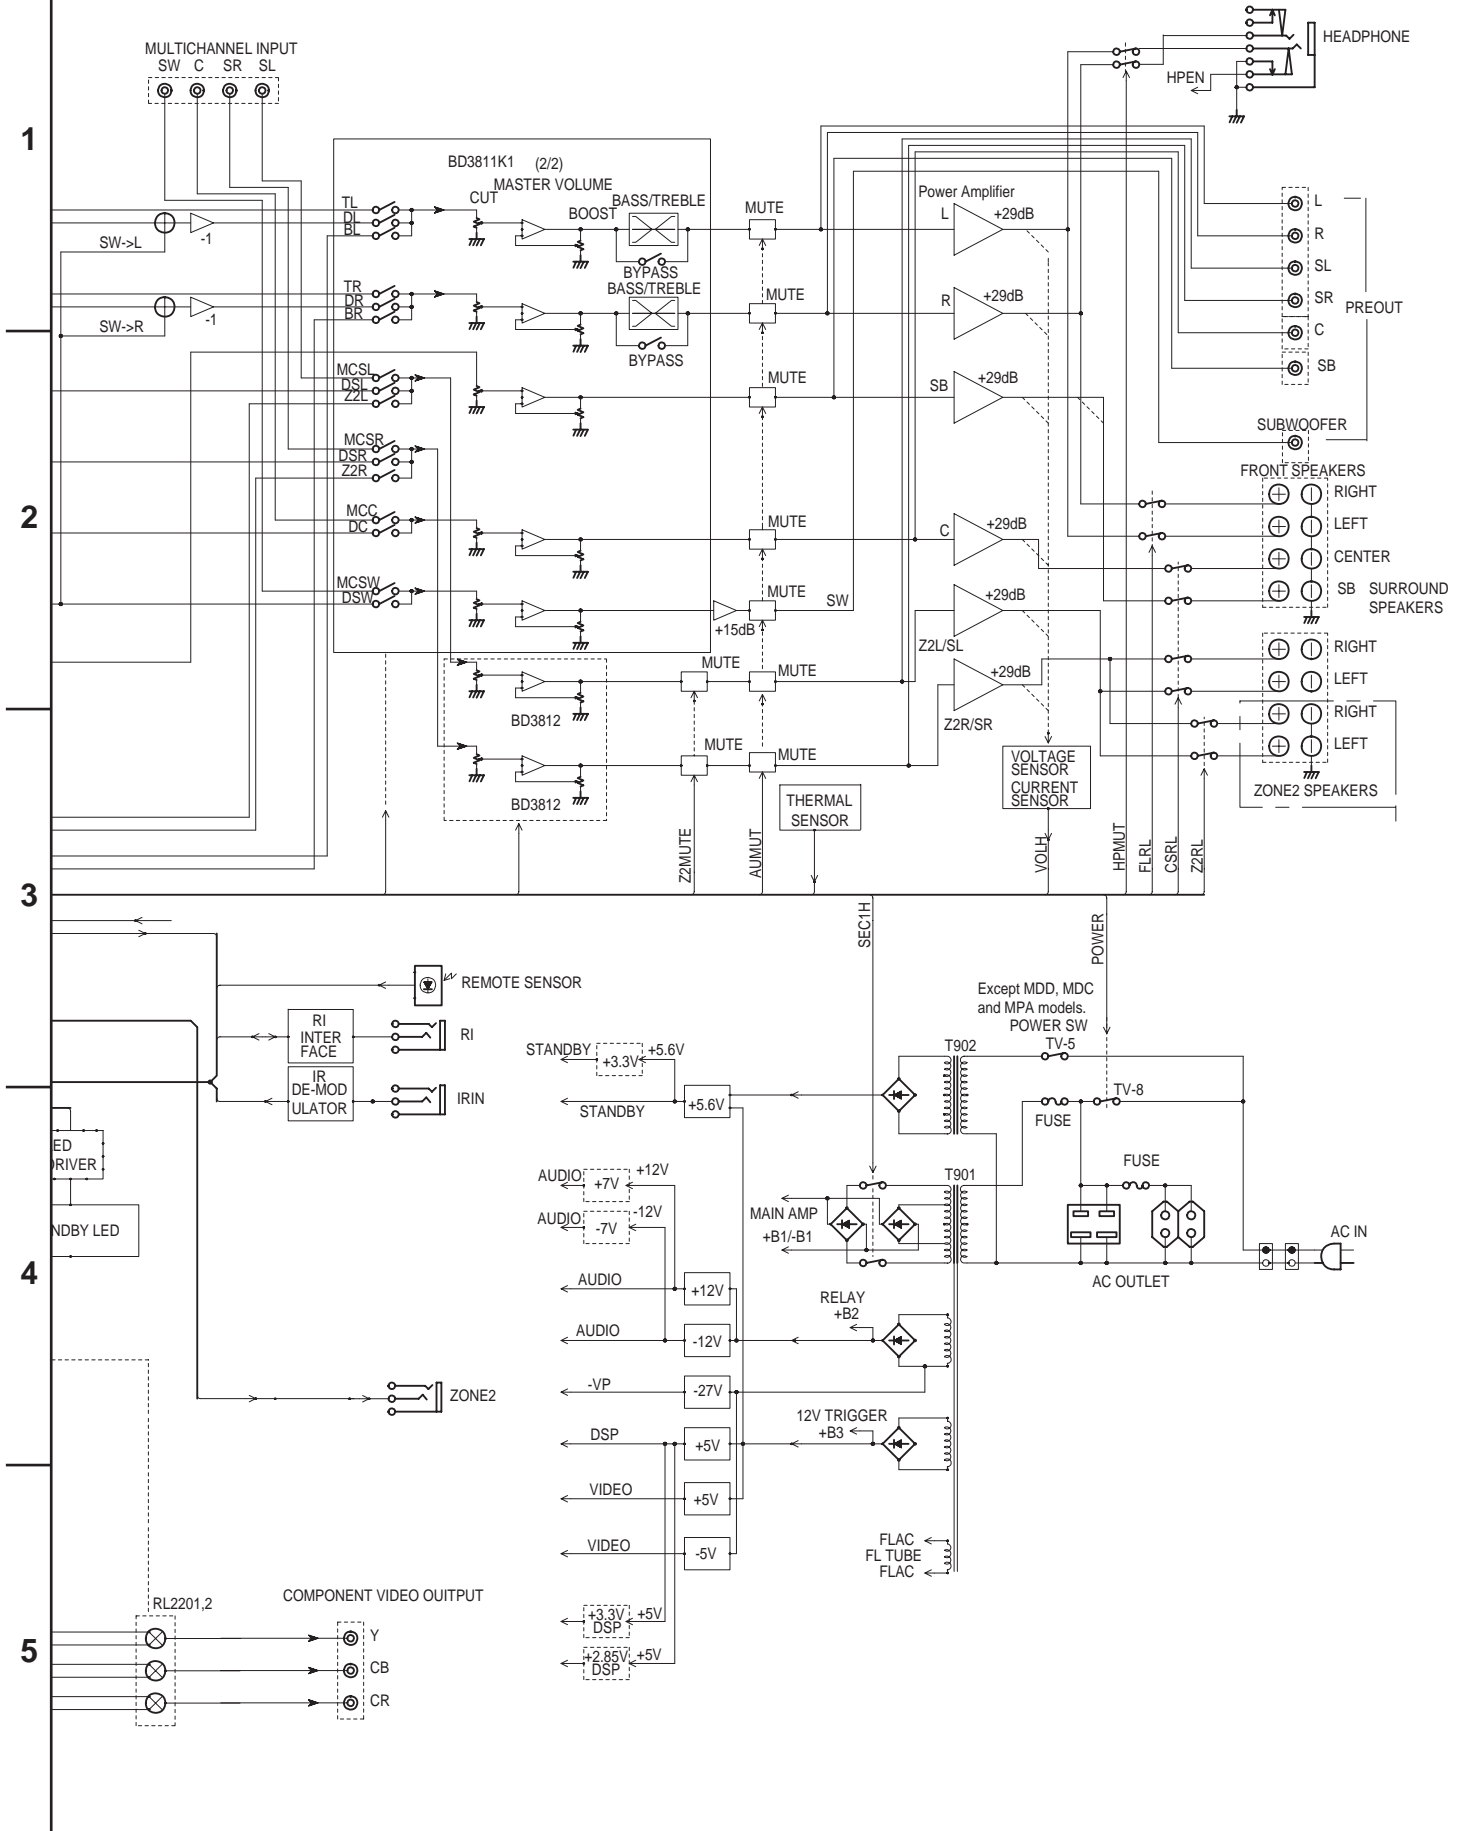 HEADPHONE
MULTICHANNEL INPUT
SW C SR SL
HPEN
1
BD3811K1 (2/2)
MASTER VOLUME
CUT
BOOST
BASS/TREBLE
MUTE
Power Amplifier
TL
DL
BL
L
+29dB
L
SW->L
-1
BYPASS
R
BASS/TREBLE
SL
TR
DR
BR
MUTE
R
+29dB
SR
PREOUT
SW->R
-1
BYPASS
C
MCSL
DSL
Z2L
MUTE
SB
+29dB
SB
SUBWOOFER
MCSR
DSR
Z2R
FRONT SPEAKERS
RIGHT
2
MCC
DC
MUTE
C
+29dB
LEFT
CENTER
MCSW
DSW
MUTE
SW
+29dB
SB SURROUND
SPEAKERS
+15dB
Z2L/SL
RIGHT
MUTE
MUTE
+29dB
LEFT
BD3812
Z2R/SR
RIGHT
MUTE
MUTE
LEFT
VOLTAGE
SENSOR
CURRENT
SENSOR
BD3812
THERMAL
SENSOR
ZONE2 SPEAKERS
Z2MUTE
AUMUT
VOLH
HPMUT
FLRL
CSRL
Z2RL
3
SEC1H
POWER
REMOTE SENSOR
Except MDD, MDC
and MPA models.
POWER SW
RI
INTER
FACE
RI
STANDBY
+3.3V
+5.6V
T902
TV-5
IR
DE-MOD
ULATOR
IRIN
STANDBY
+5.6V
TV-8
FUSE
ED
DRIVER
AUDIO
+7V
+12V
T901
FUSE
NDBY LED
AUDIO
-7V
-12V
MAIN AMP
+B1/-B1
AC IN
4
AUDIO
+12V
AC OUTLET
RELAY
+B2
AUDIO
-12V
ZONE2
-VP
-27V
12V TRIGGER
+B3
DSP
+5V
VIDEO
+5V
VIDEO
-5V
FLAC
FL TUBE
FLAC
RL2201,2
COMPONENT VIDEO OUITPUT
+3.3V
DSP
+5V
5
Y
CB
+2.85V
DSP
+5V
CR